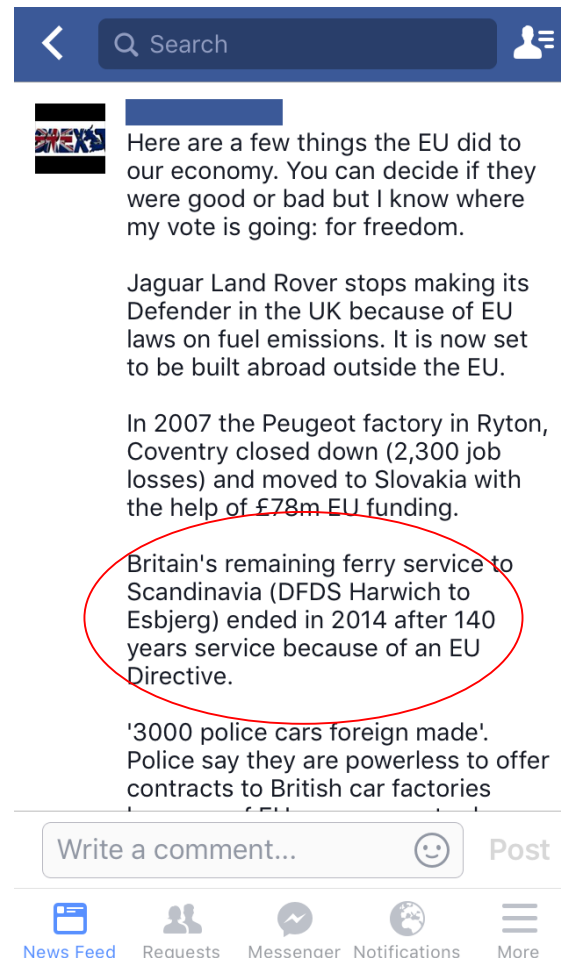 Search
BREXI
Here are a few things the EU did to
our economy. You can decide if they
were good or bad but I know where
my vote is going: for freedom.
Jaguar Land Rover stops making its
Defender in the UK because of EU
laws on fuel emissions. It is now set
to be built abroad outside the EU.
In 2007 the Peugeot factory in Ryton,
Coventry closed down (2,300 job
losses) and moved to Slovakia with
the help of £78m EU funding.
Britain's remaining ferry service to
Scandinavia (DFDS Harwich to
Esbjerg) ended in 2014 after 140
years service because of an EU
Directive.
'3000 police cars foreign made'.
Police say they are powerless to offer
contracts to British car factories
Write a comment...
Post
News Feed
Requests
Messenger
Notifications
More